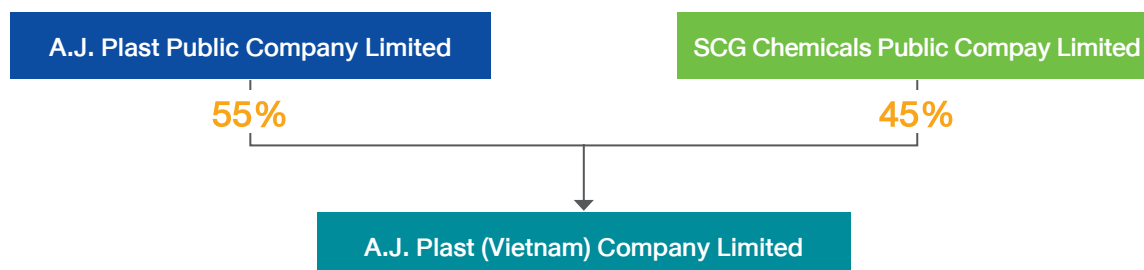 A.J. Plast Public Company Limited
SCG Chemicals Public Compay Limited
55%
45%
A.J. Plast (Vietnam) Company Limited